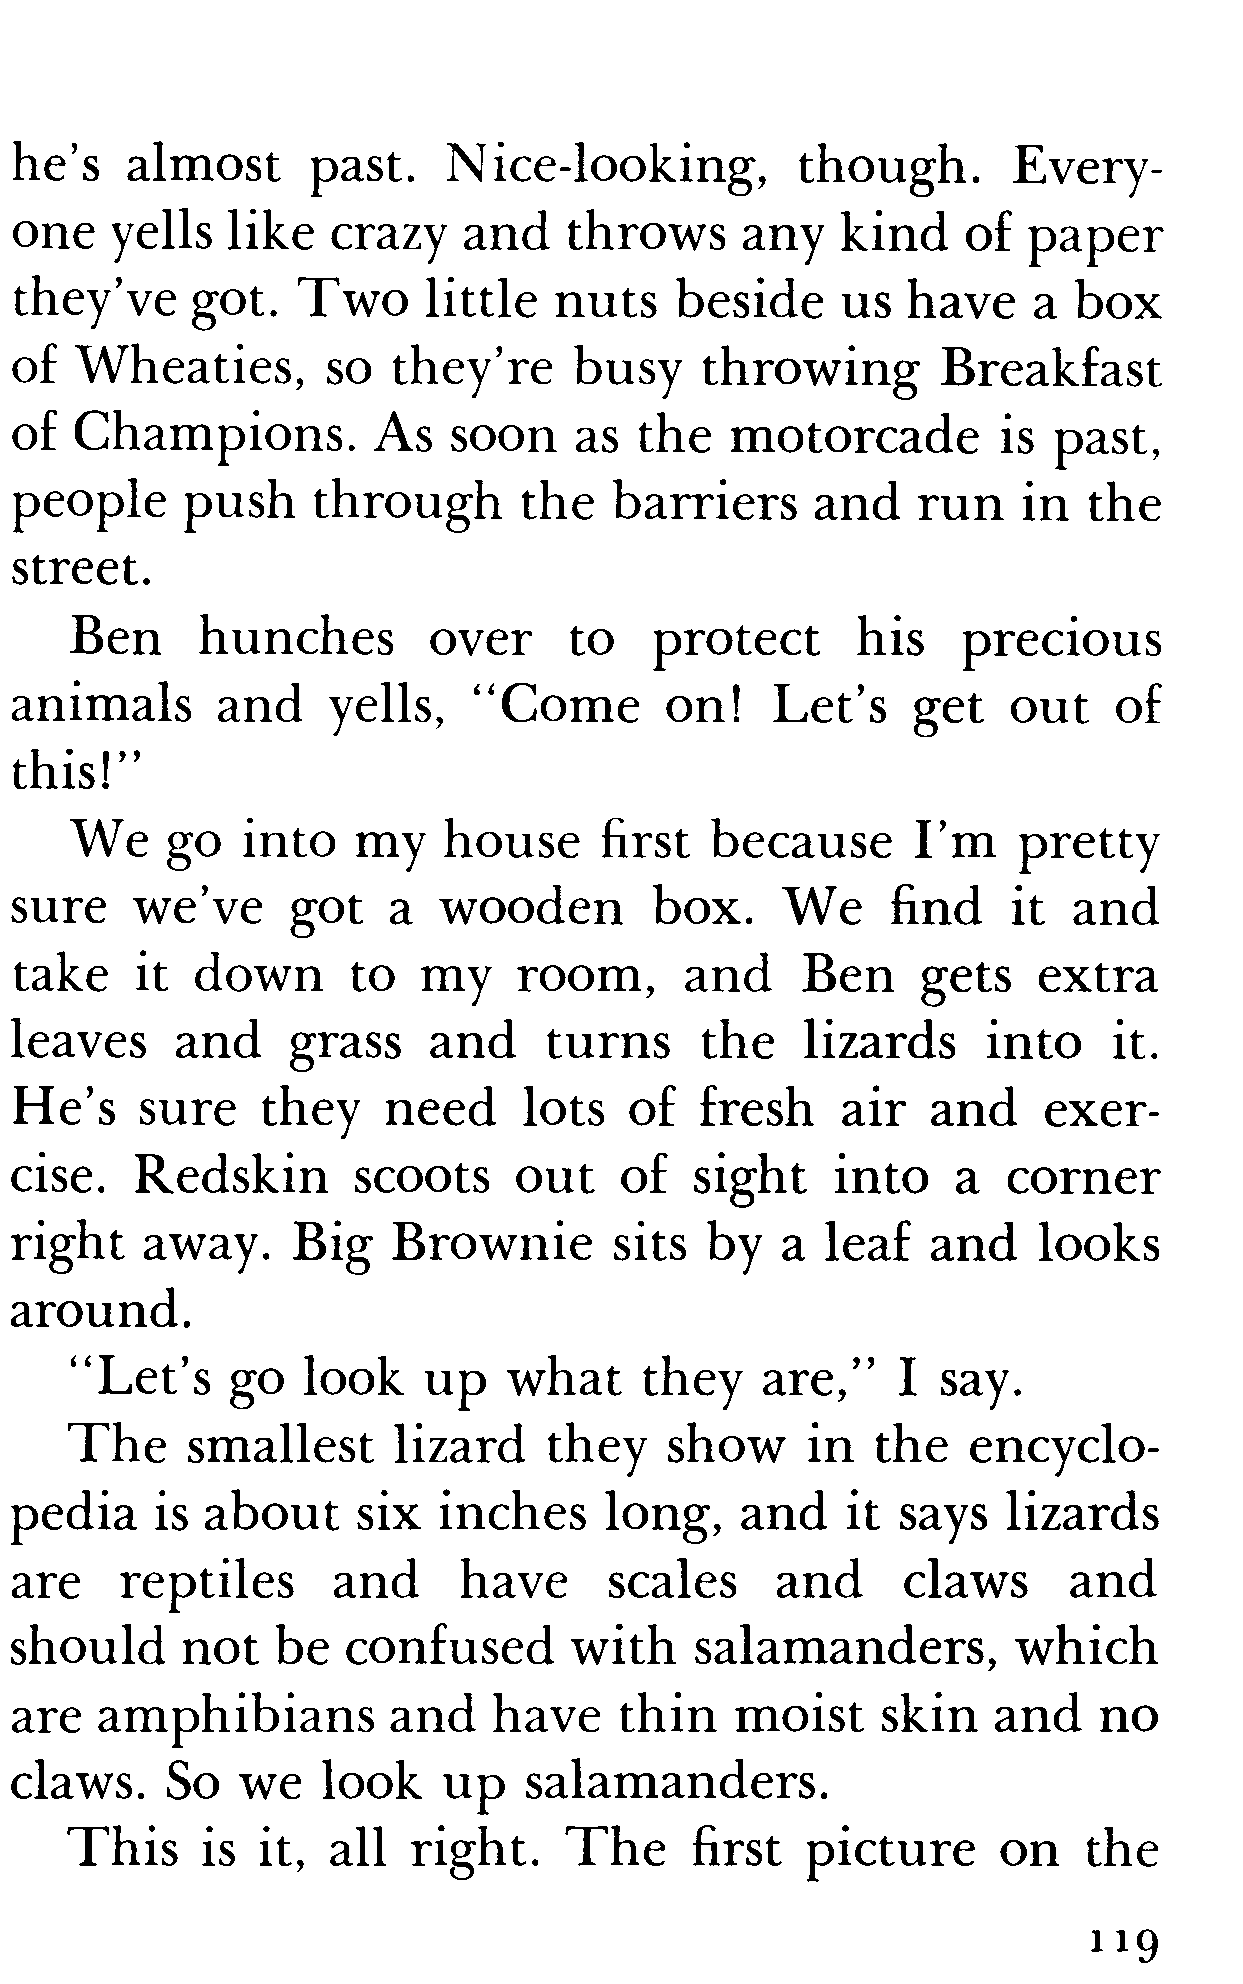 he's almost past. Nice-looking, though. Every-
one yells like crazy and throws any kind of paper
they've got. Two little nuts beside us have a box
of Wheaties, so they're busy throwing Breakfast
of Champions. As soon as the motorcade is past,
people push through the barriers and run in the
street.
Ben hunches over to protect his precious
animals and yells, "Come on! Let's get out of
this!"
We go into my house first because I'm pretty
sure we've got a wooden box. We find it and
take it down to my room, and Ben gets extra
leaves and grass and turns the lizards into it.
He's sure they need lots of fresh air and exer-
cise. Redskin scoots out of sight into a corner
right away. Big Brownie sits by a leaf and looks
around.
"Let's go look up what they are," I say.
The smallest lizard they show in the encyclo-
pedia is about six inches long, and it says lizards
are reptiles and have scales and claws and
should not be confused with salamanders, which
are amphibians and have thin moist skin and no
claws. So we look up salamanders.
This is it, all right. The first picture on the
119